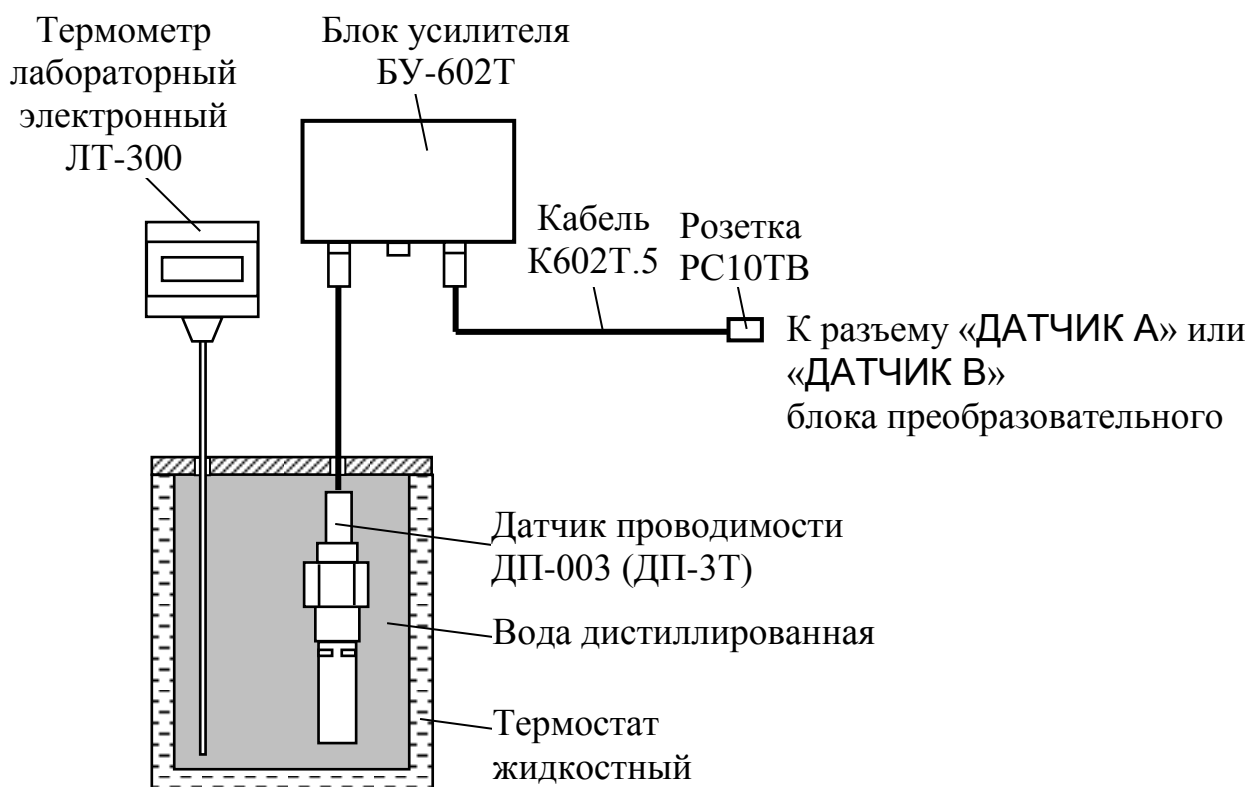 Термометр
лабораторный
электронный
ЛТ-300
Блок усилителя
БУ-602Т
Кабель
К602Т.5
Розетка
РС10ТВ
К разъему «ДАТЧИК А» или
«ДАТЧИК В»
блока преобразовательного
Датчик проводимости
ДП-003 (ДП-3Т)
Вода дистиллированная
Термостат
жидкостный